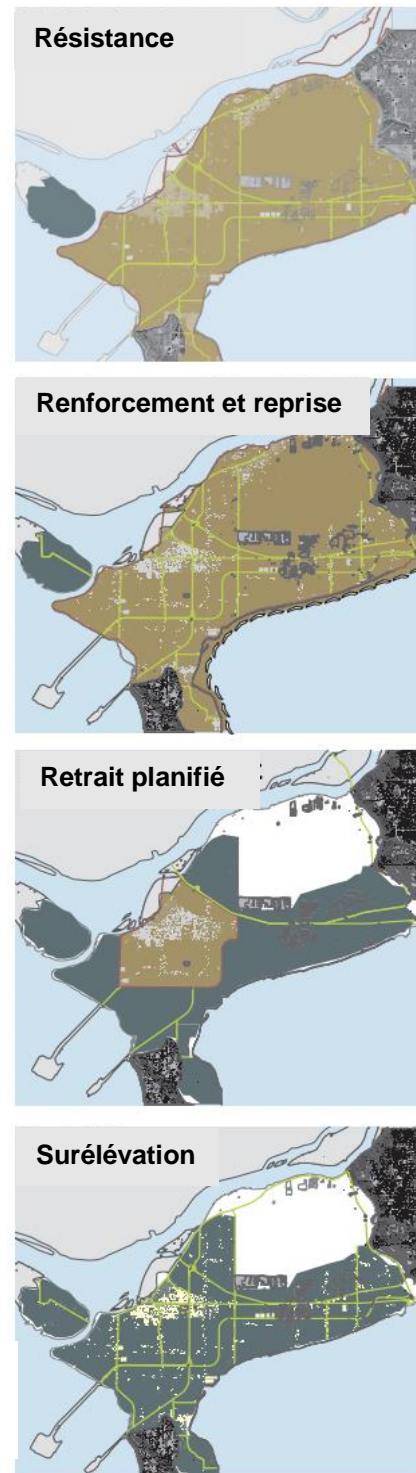 Résistance
Renforcement et reprise
Retrait planifié
Surélévation